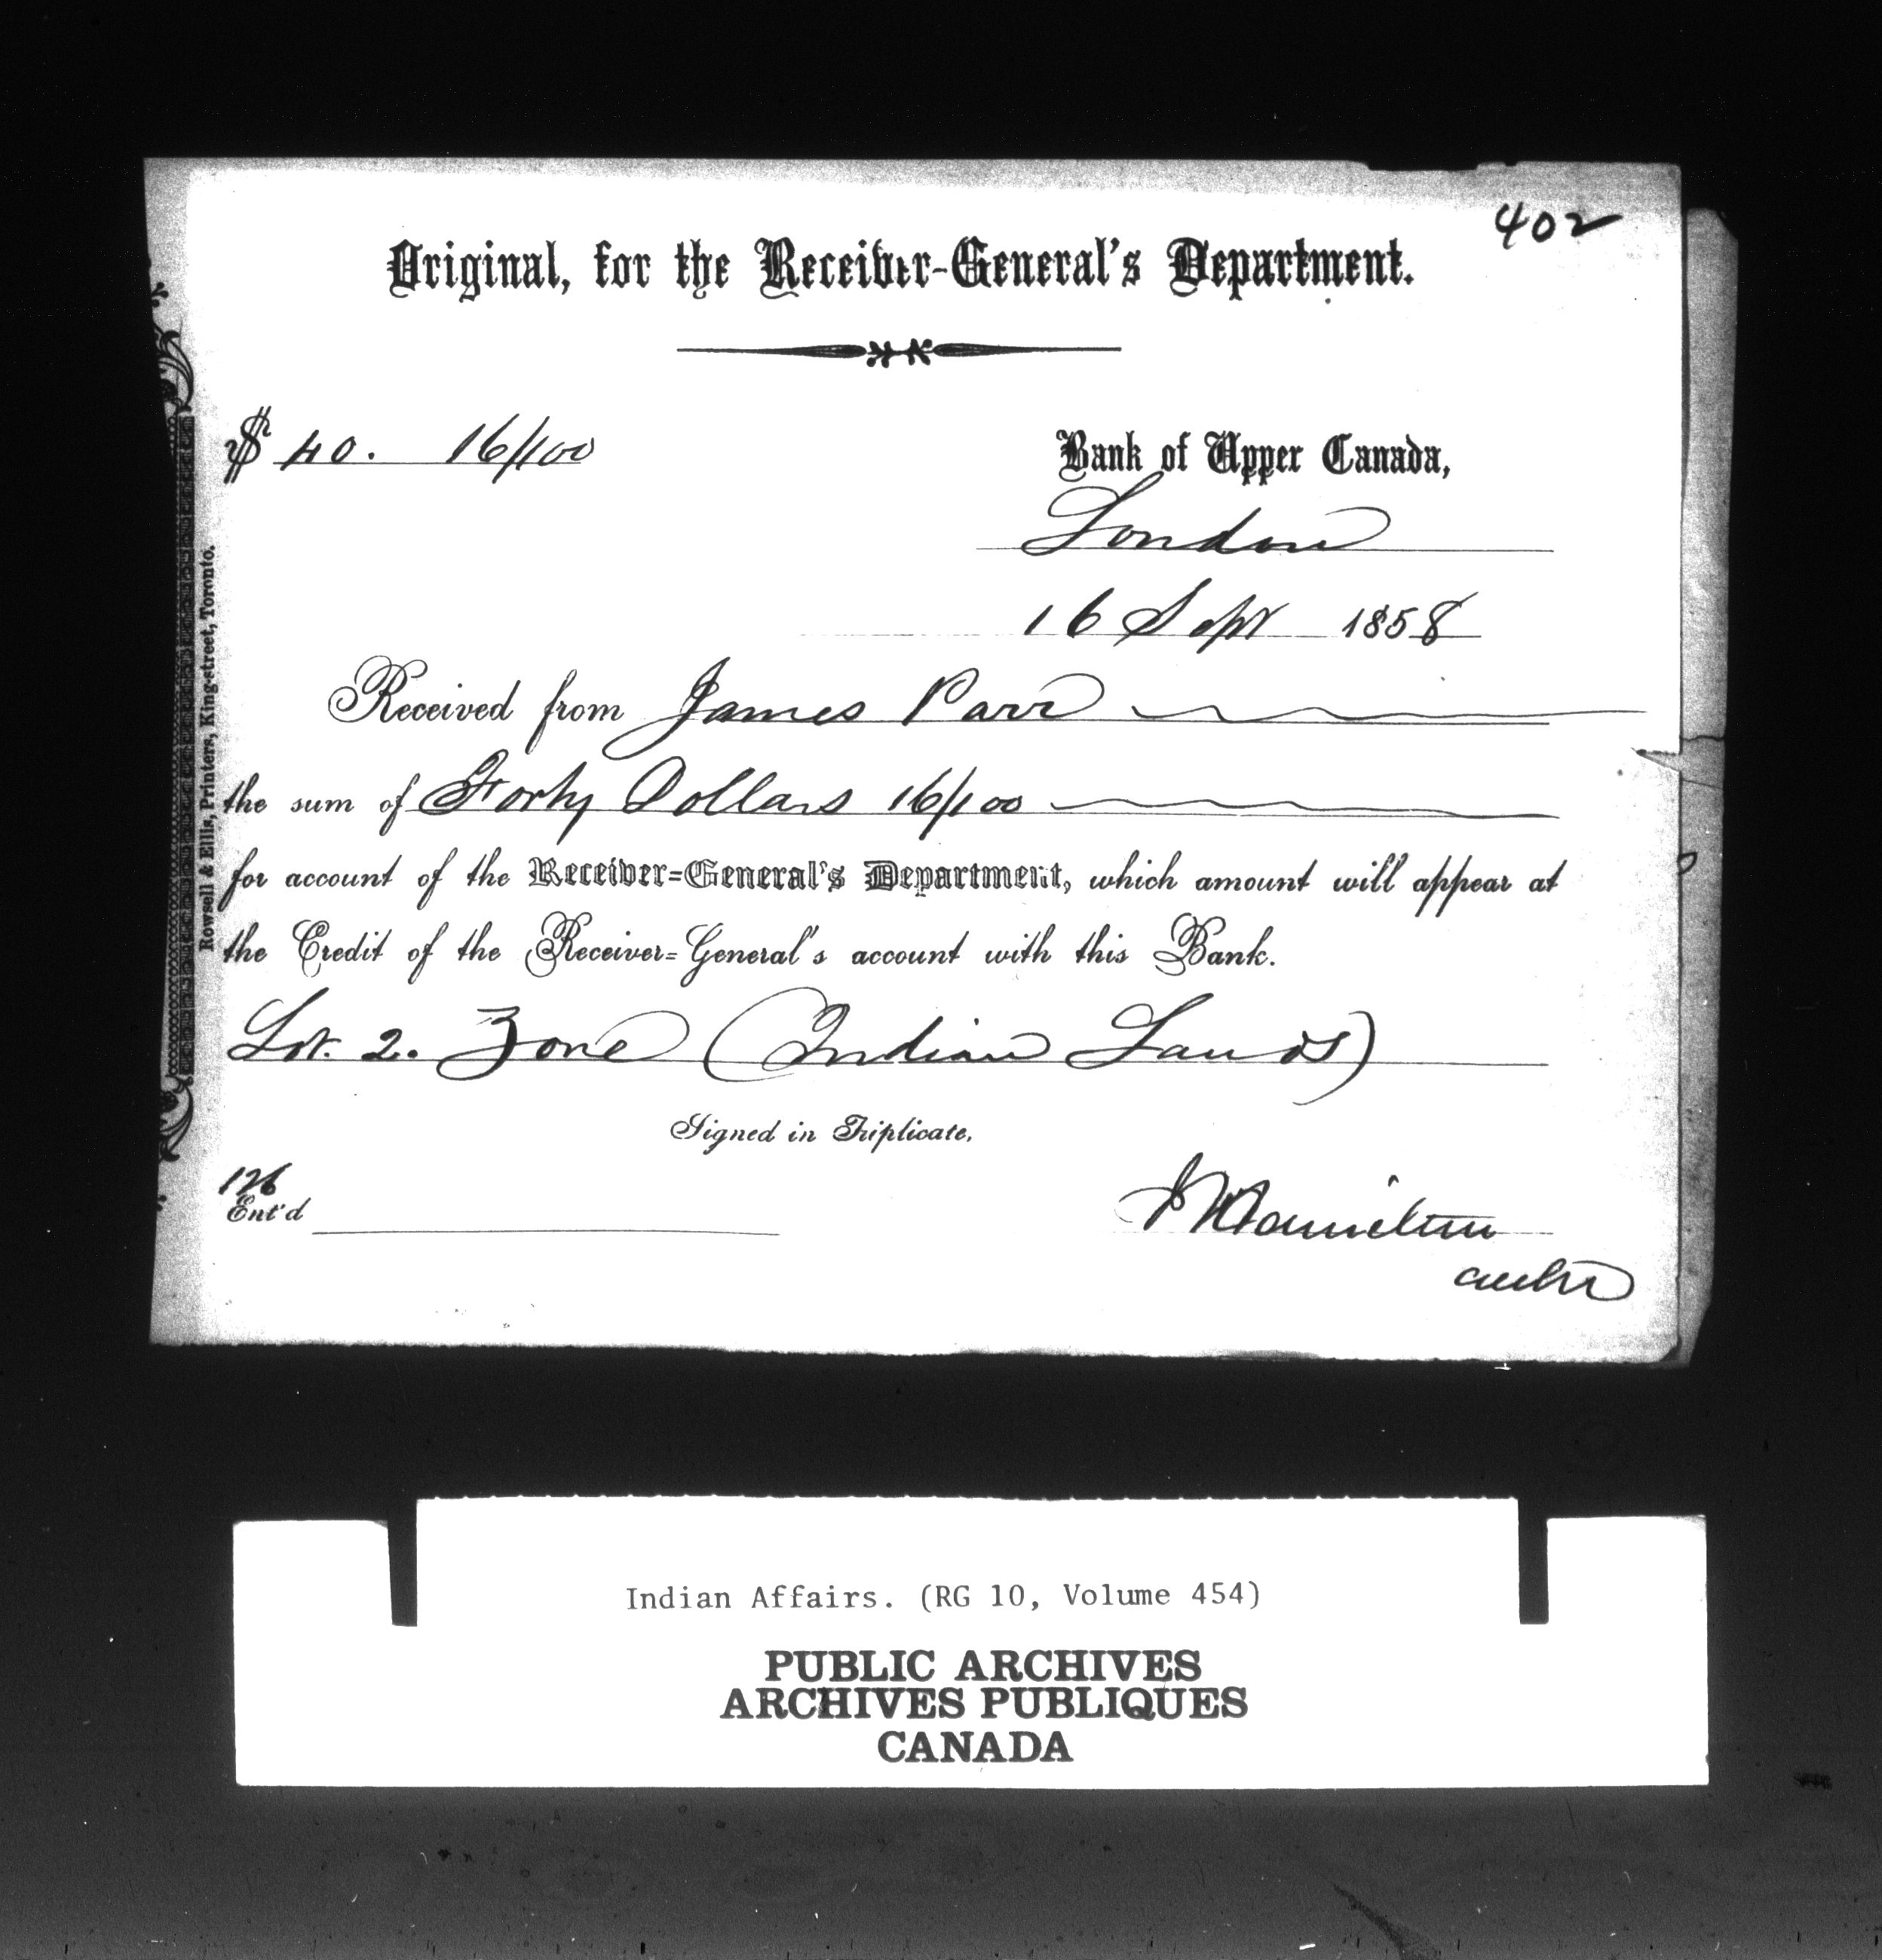 402
Original, for the Receiver-General's Department.
$ 40. 16/100
Bank of Upper Canada,
London
16 Sept 1858
Received from James Parr
the sum of Forty Dollars 16/100
for account of the Receiver=General's Department, which amount will appear at
the Credit of the Receiver=General's account with this Bank.
Lot. 2. Zone (Indian Lands)
Signed in Triplicate,
126
Ent'd
Hamilton
Rowsell & Ellis, Printers, King-street, Toronto.
Indian Affairs. (RG 10, Volume 454)
PUBLIC ARCHIVES
ARCHIVES PUBLIQUES
CANADA